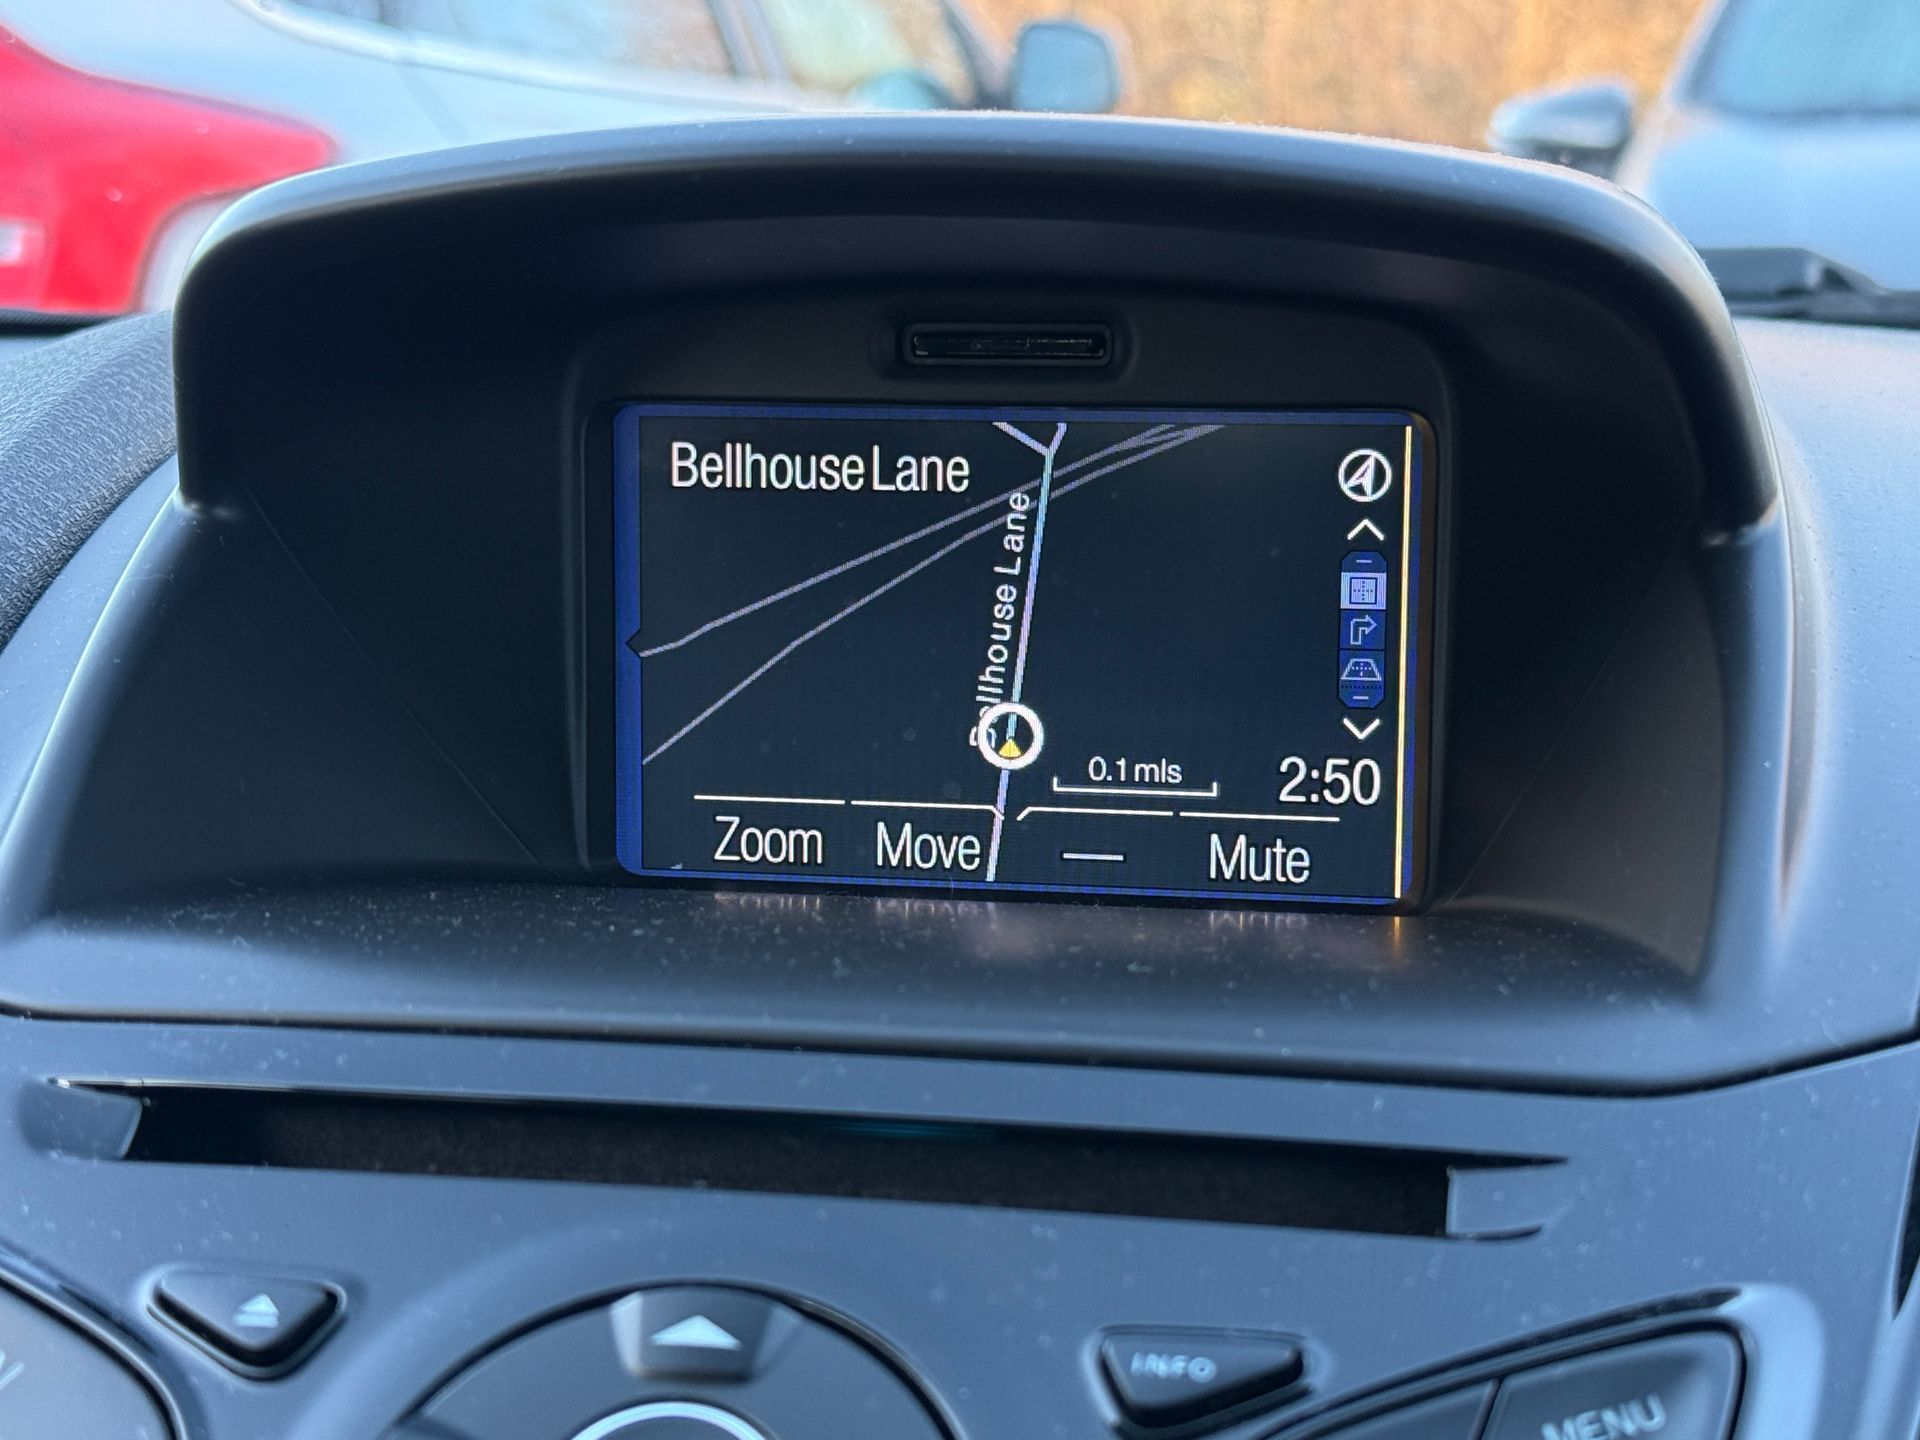 Bellhouse Lane
Bellhouse Lane
0.1 mls
2:50
Zoom
Move
Mute
INFO
MENU